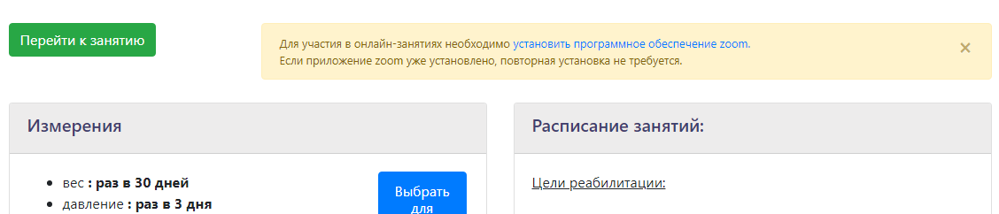 Перейти к занятию
Для участия в онлайн-занятиях необходимо установить программное обеспечение zoom.
Если приложение zoom уже установлено, повторная установка не требуется.
×
Измерения
вес : раз в 30 дней
давление : раз в 3 дня
Выбрать
для
Расписание занятий:
Цели реабилитации: